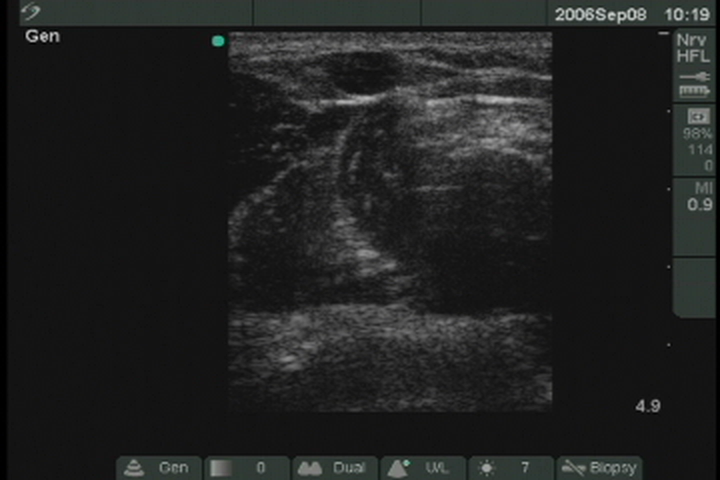 2006Sep08 10:19
Gen
Nrv
HFL
98%
114
0
MI
0.9
4.9
Gen 0 Dual U/L 7 Biopsy